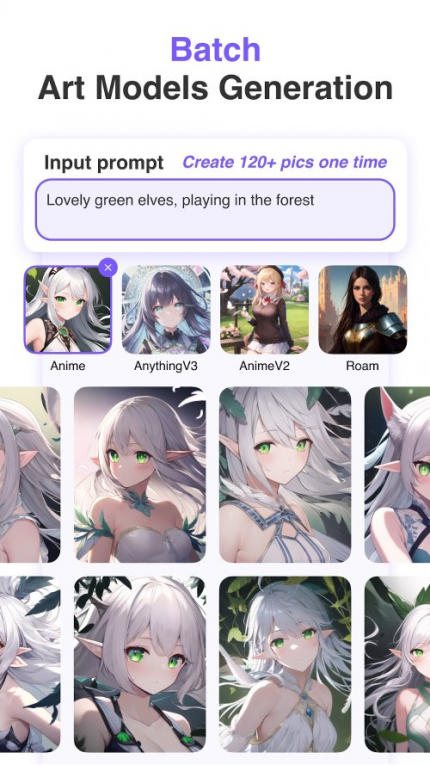 Batch
Art Models Generation
Input prompt Create 120+ pics one time
Lovely green elves, playing in the forest
Anime AnythingV3 AnimeV2 Roam